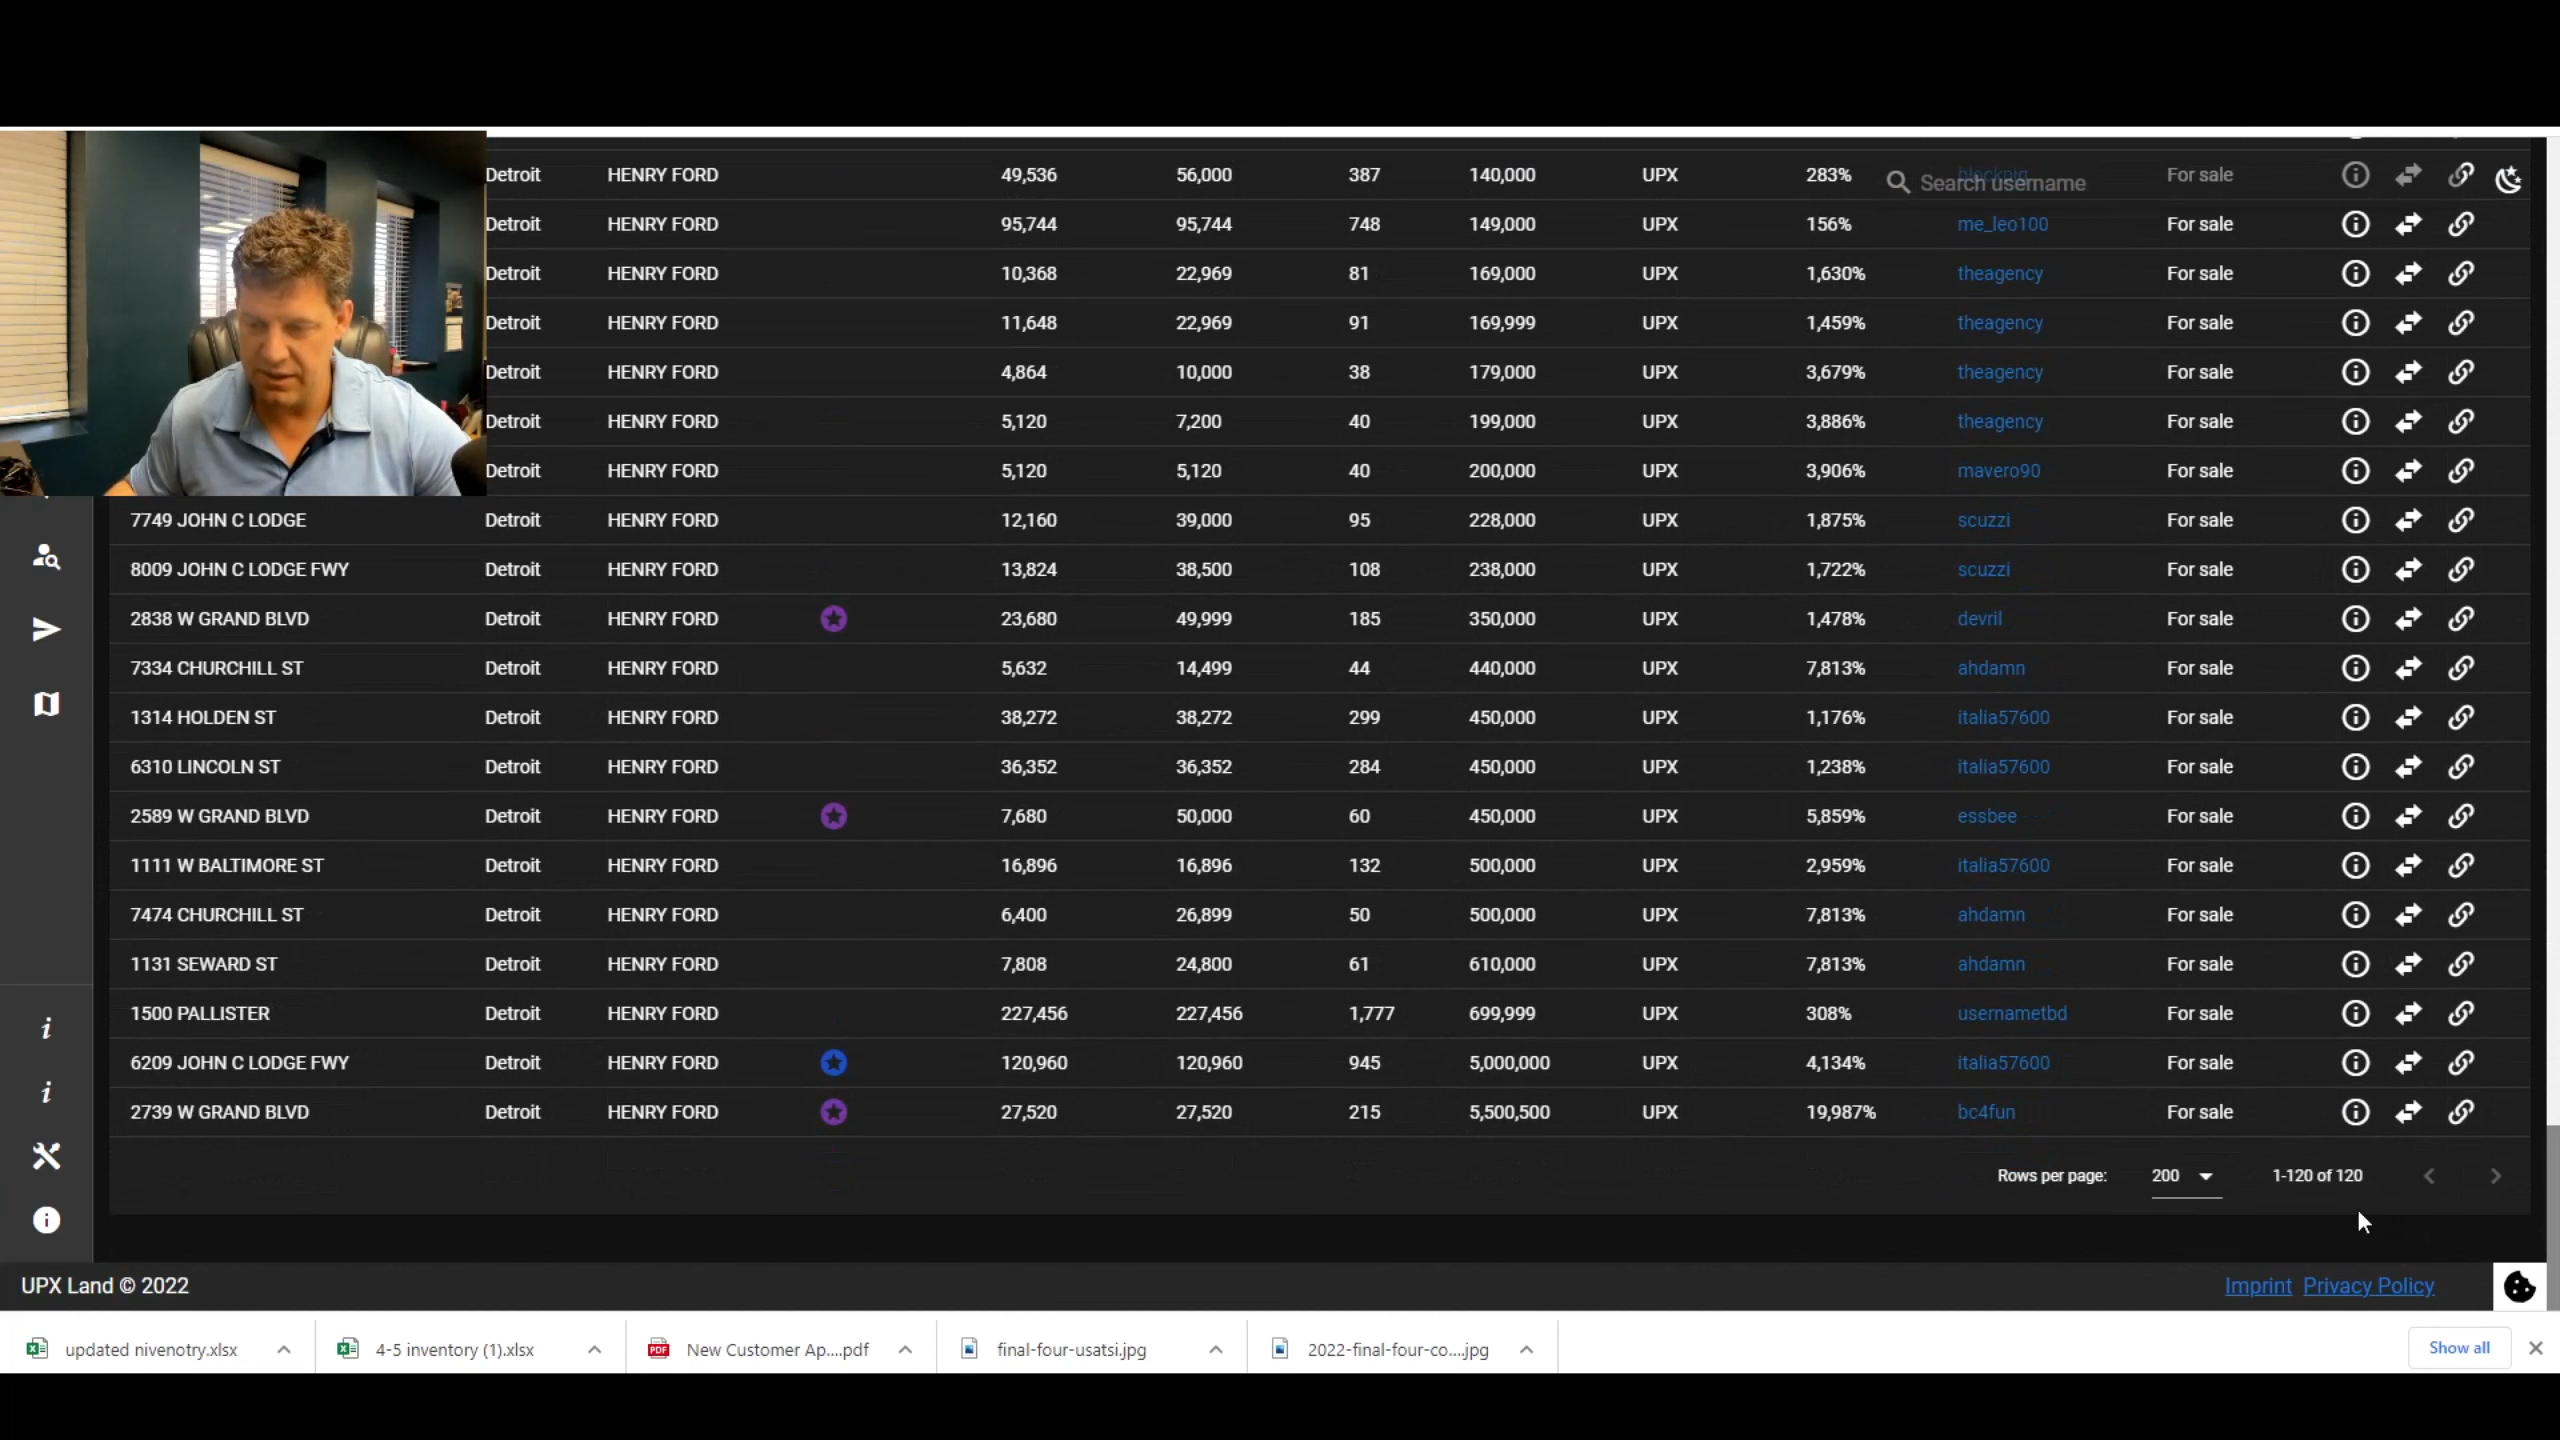 Detroit HENRY FORD 49,536 56,000 387 140,000 UPX 283% For sale
Search username
Detroit HENRY FORD 95,744 95,744 748 149,000 UPX 156% me_leo100 For sale
Detroit HENRY FORD 10,368 22,969 81 169,000 UPX 1,630% theagency For sale
Detroit HENRY FORD 11,648 22,969 91 169,999 UPX 1,459% theagency For sale
Detroit HENRY FORD 4,864 10,000 38 179,000 UPX 3,679% theagency For sale
Detroit HENRY FORD 5,120 7,200 40 199,000 UPX 3,886% theagency For sale
Detroit HENRY FORD 5,120 5,120 40 200,000 UPX 3,906% mavero90 For sale
7749 JOHN C LODGE Detroit HENRY FORD 12,160 39,000 95 228,000 UPX 1,875% scuzzi For sale
8009 JOHN C LODGE FWY Detroit HENRY FORD 13,824 38,500 108 238,000 UPX 1,722% scuzzi For sale
2838 W GRAND BLVD Detroit HENRY FORD 23,680 49,999 185 350,000 UPX 1,478% devril For sale
7334 CHURCHILL ST Detroit HENRY FORD 5,632 14,499 44 440,000 UPX 7,813% ahdamn For sale
1314 HOLDEN ST Detroit HENRY FORD 38,272 38,272 299 450,000 UPX 1,176% italia57600 For sale
6310 LINCOLN ST Detroit HENRY FORD 36,352 36,352 284 450,000 UPX 1,238% italia57600 For sale
2589 W GRAND BLVD Detroit HENRY FORD 7,680 50,000 60 450,000 UPX 5,859% essbee For sale
1111 W BALTIMORE ST Detroit HENRY FORD 16,896 16,896 132 500,000 UPX 2,959% italia57600 For sale
7474 CHURCHILL ST Detroit HENRY FORD 6,400 26,899 50 500,000 UPX 7,813% ahdamn For sale
1131 SEWARD ST Detroit HENRY FORD 7,808 24,800 61 610,000 UPX 7,813% ahdamn For sale
1500 PALLISTER Detroit HENRY FORD 227,456 227,456 1,777 699,999 UPX 308% usernametbd For sale
6209 JOHN C LODGE FWY Detroit HENRY FORD 120,960 120,960 945 5,000,000 UPX 4,134% italia57600 For sale
2739 W GRAND BLVD Detroit HENRY FORD 27,520 27,520 215 5,500,500 UPX 19,987% bc4fun For sale
Rows per page: 200 1-120 of 120
UPX Land © 2022 Imprint Privacy Policy
updated nivenotry.xlsx 4-5 inventory (1).xlsx New Customer Ap....pdf final-four-usatsi.jpg 2022-final-four-co....jpg Show all